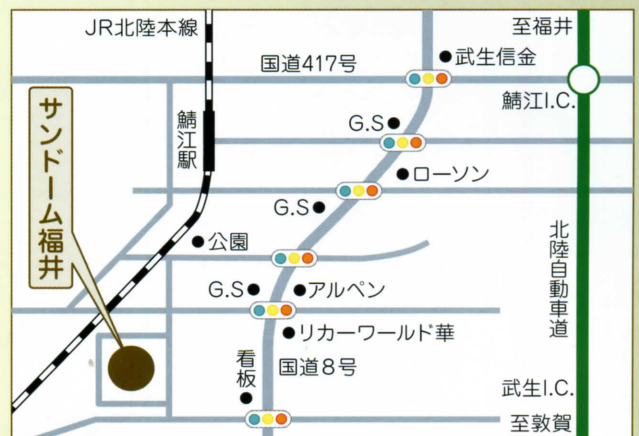 JR北陸本線
至福井
武生信金
国道417号
鯖江I.C.
サンドーム福井
鯖江駅
G.S
ローソン
G.S
公園
北陸自動車道
G.S
アルペン
リカーワールド華
看板
国道8号
武生I.C.
至敦賀